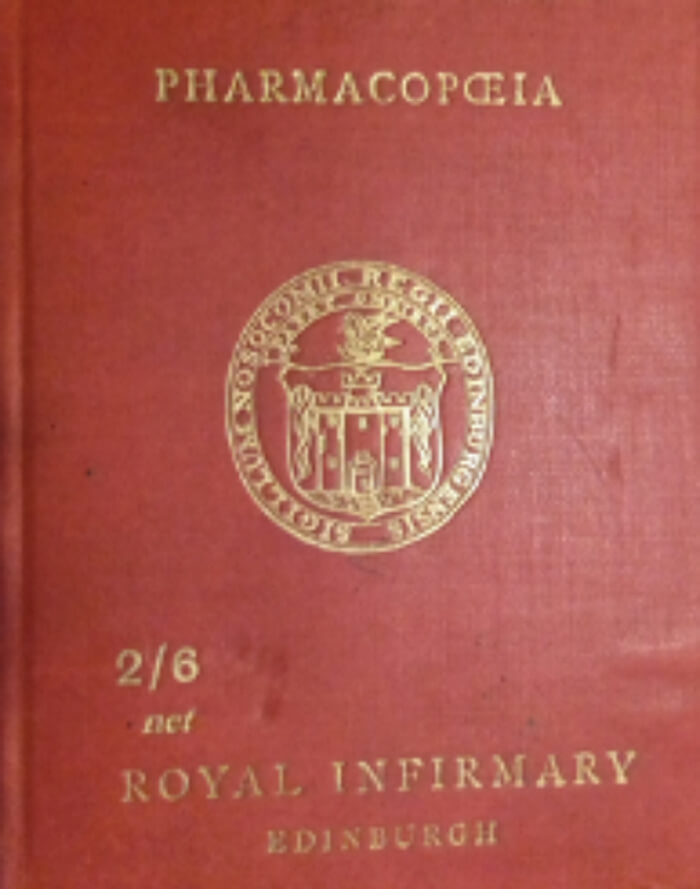 PHARMACOPŒIA
SIGILLUM NOSOCOMII REGII EDINBURGENSIS
2/6
net
ROYAL INFIRMARY
EDINBURGH